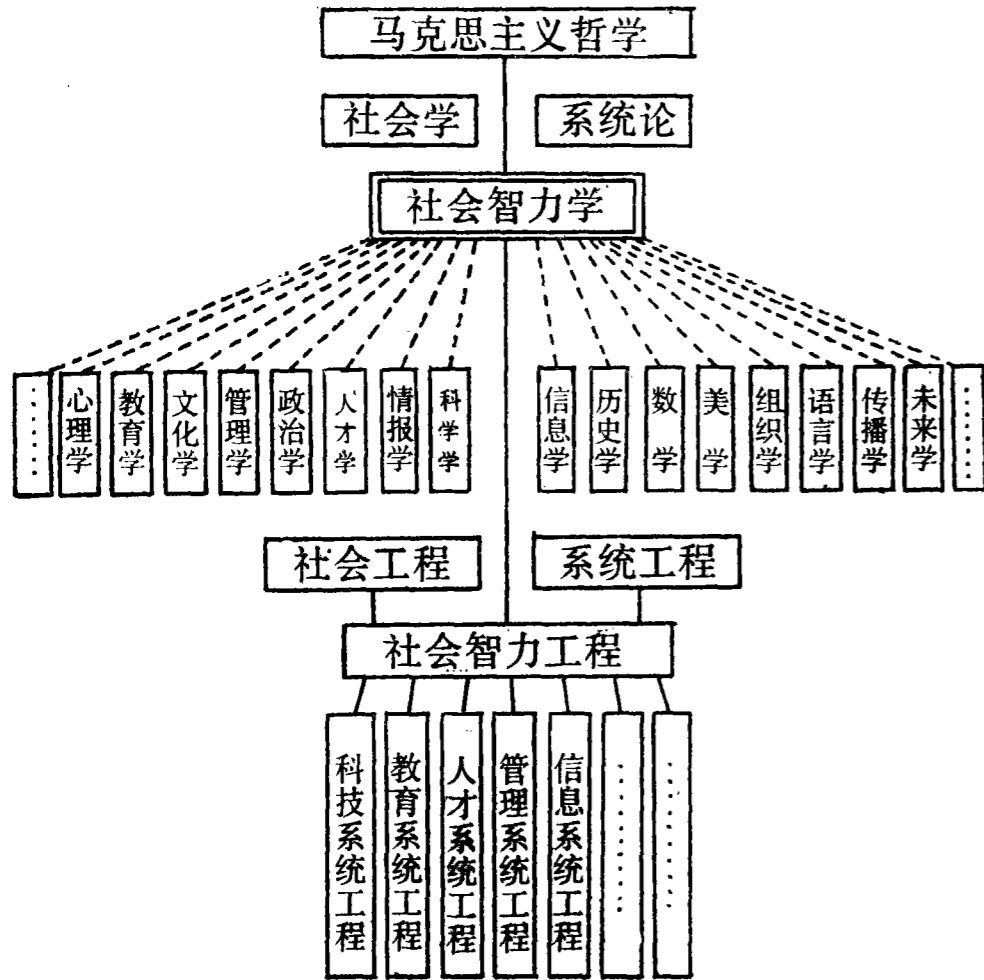 马克思主义哲学
社会学
系统论
社会智力学
⋯⋯
心理学
教育学
文化学
管理学
政治学
人才学
情报学
科学学
信息学
历史学
数学
美学
组织学
语言学
传播学
未来学
⋯⋯
社会工程
系统工程
社会智力工程
科技系统工程
教育系统工程
人才系统工程
管理系统工程
信息系统工程
⋯⋯
⋯⋯